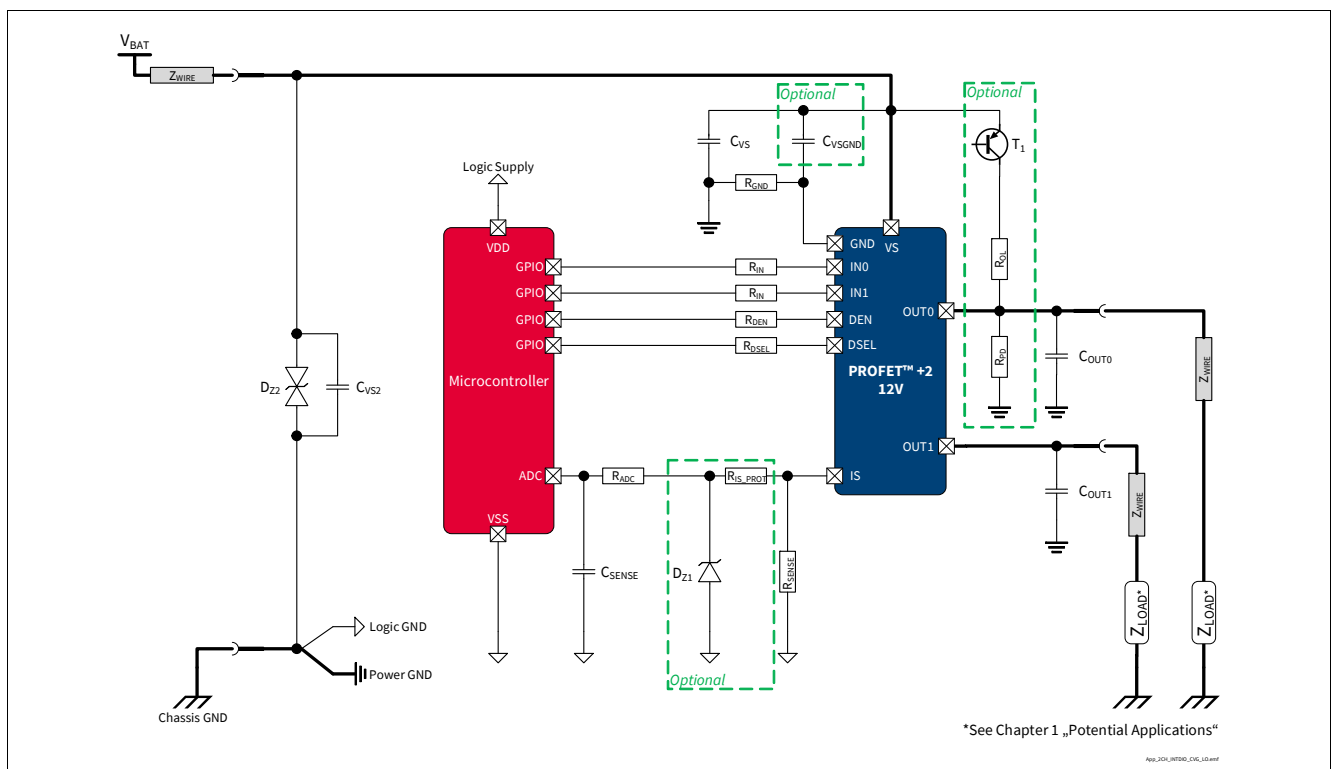 VBAT
ZWIRE
Optional
Optional
CVS
CVSGND
T1
Logic Supply
RGND
VDD
GND
VS
ROL
GPIO
RIN
IN0
GPIO
RIN
IN1
GPIO
RDEN
DEN
OUT0
GPIO
RDSEL
DSEL
RPD
COUT0
ZWIRE
DZ2
CVS2
Microcontroller
PROFET™ +2
12V
OUT1
ADC
RADC
RIS_PROT
IS
COUT1
ZWIRE
VSS
CSENSE
DZ1
RSENSE
ZLOAD*
ZLOAD*
Logic GND
Power GND
Optional
Chassis GND
*See Chapter 1 „Potential Applications“
App_2CH_INTDIO_CVG_LO.emf